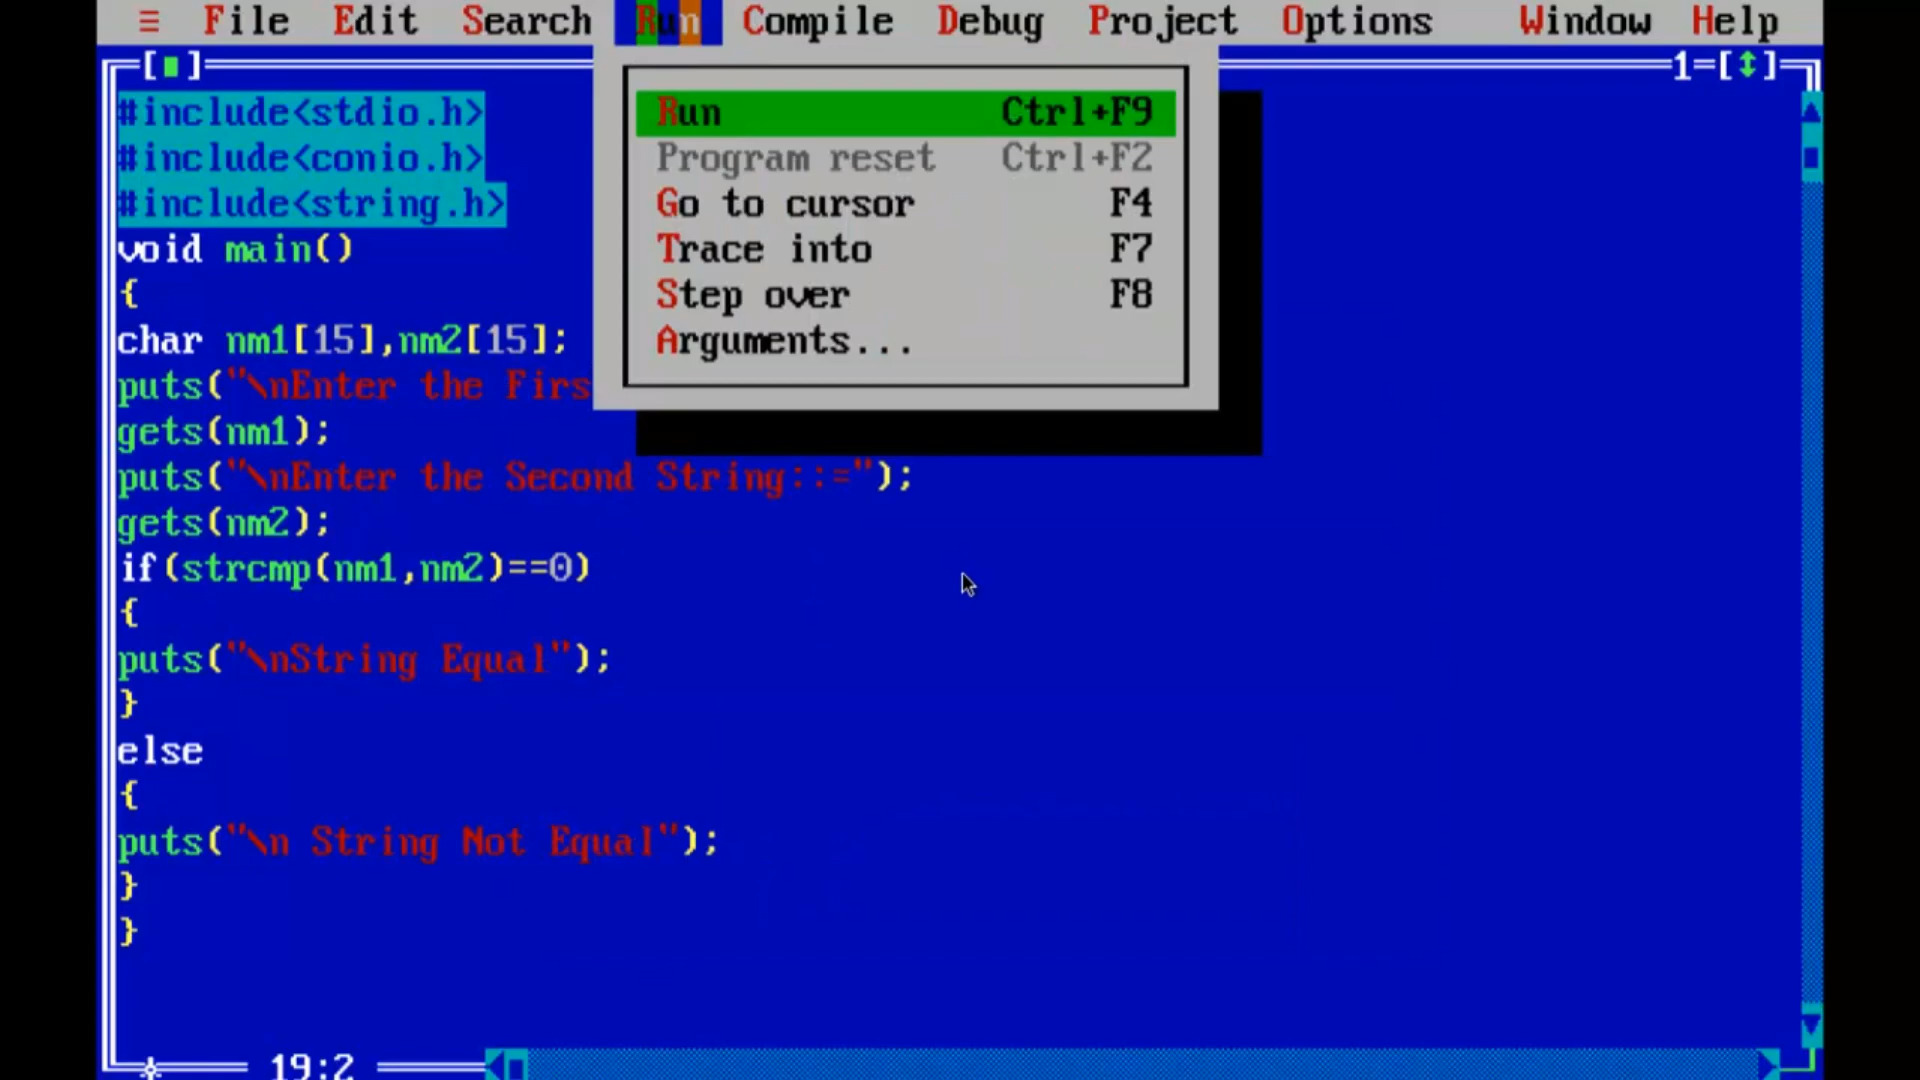 ≡ File Edit Search Run Compile Debug Project Options Window Help
[■] 1=[↕]
Run Ctrl+F9
Program reset Ctrl+F2
Go to cursor F4
Trace into F7
Step over F8
Arguments...
#include<stdio.h>
#include<conio.h>
#include<string.h>
void main()
{
char nm1[15],nm2[15];
puts("\nEnter the Firs
gets(nm1);
puts("\nEnter the Second String::=");
gets(nm2);
if(strcmp(nm1,nm2)==0)
{
puts("\nString Equal");
}
else
{
puts("\n String Not Equal");
}
}
19:2